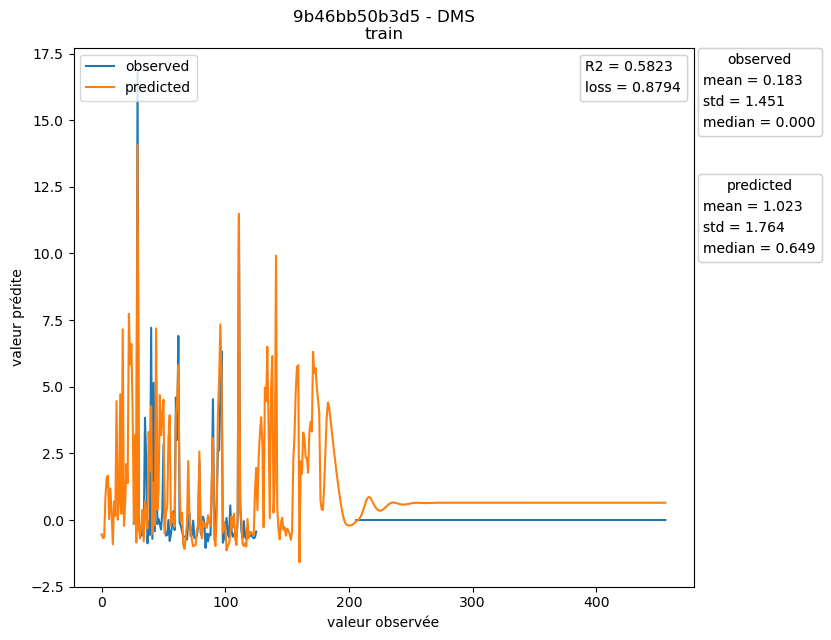 9b46bb50b3d5 - DMS
train
observed
predicted
R2 = 0.5823
loss = 0.8794
observed
mean = 0.183
std = 1.451
median = 0.000
predicted
mean = 1.023
std = 1.764
median = 0.649
17.5
15.0
12.5
10.0
7.5
5.0
2.5
0.0
−2.5
valeur prédite
0
100
200
300
400
valeur observée